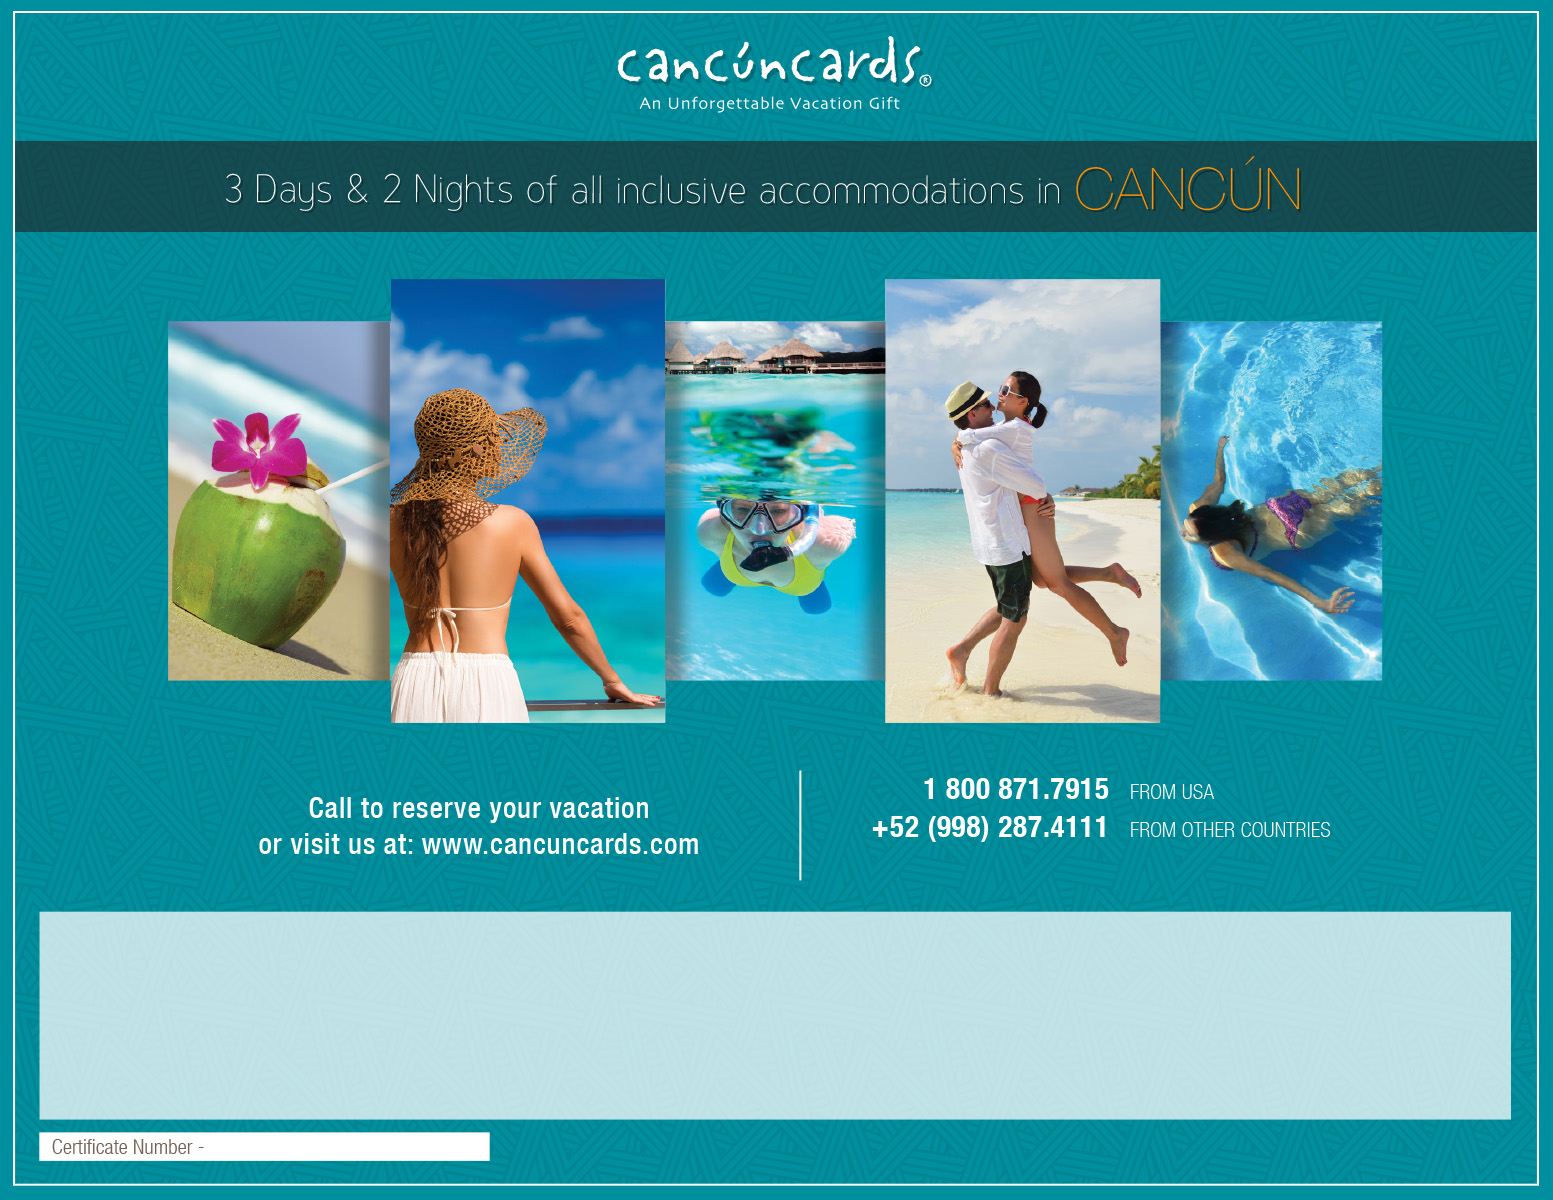 cancúncards®
An Unforgettable Vacation Gift
3 Days & 2 Nights of all inclusive accommodations in CANCÚN
Call to reserve your vacation
or visit us at: www.cancuncards.com
1 800 871.7915 FROM USA
+52 (998) 287.4111 FROM OTHER COUNTRIES
Certificate Number -